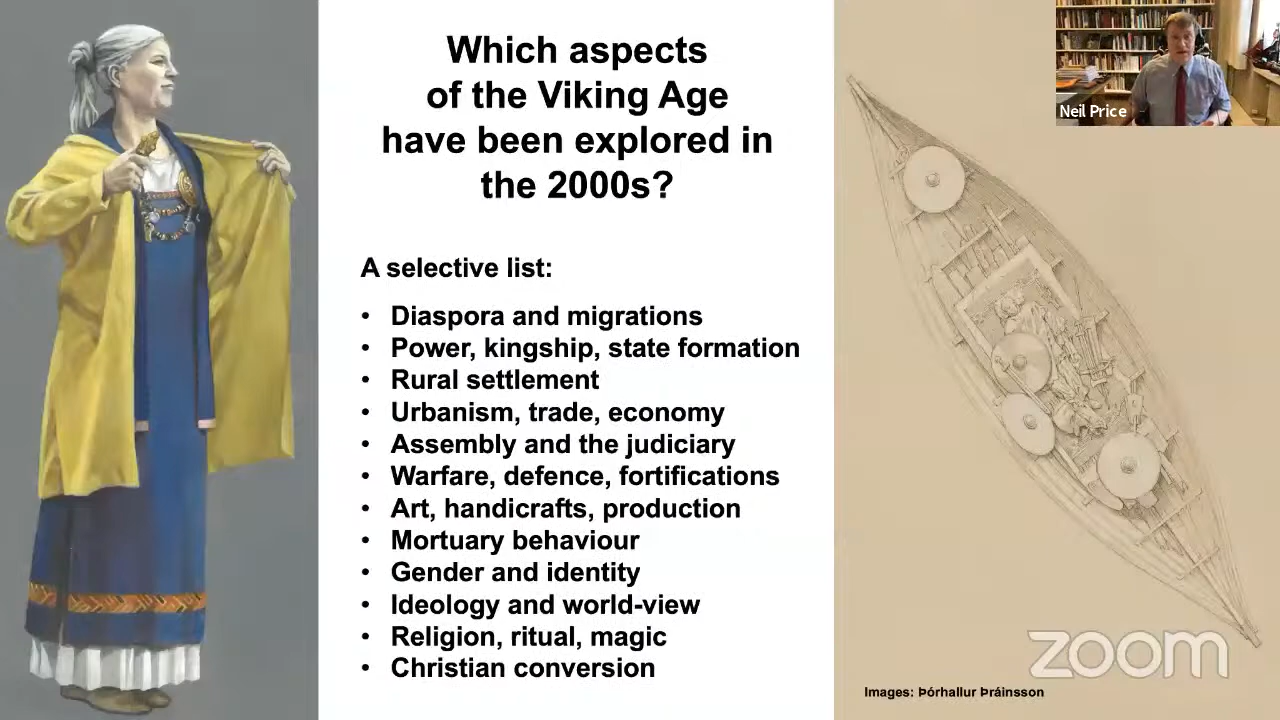 Which aspects
of the Viking Age
have been explored in
the 2000s?
A selective list:
• Diaspora and migrations
• Power, kingship, state formation
• Rural settlement
• Urbanism, trade, economy
• Assembly and the judiciary
• Warfare, defence, fortifications
• Art, handicrafts, production
• Mortuary behaviour
• Gender and identity
• Ideology and world-view
• Religion, ritual, magic
• Christian conversion
Neil Price
zoom
Images: Þórhallur Þráinsson